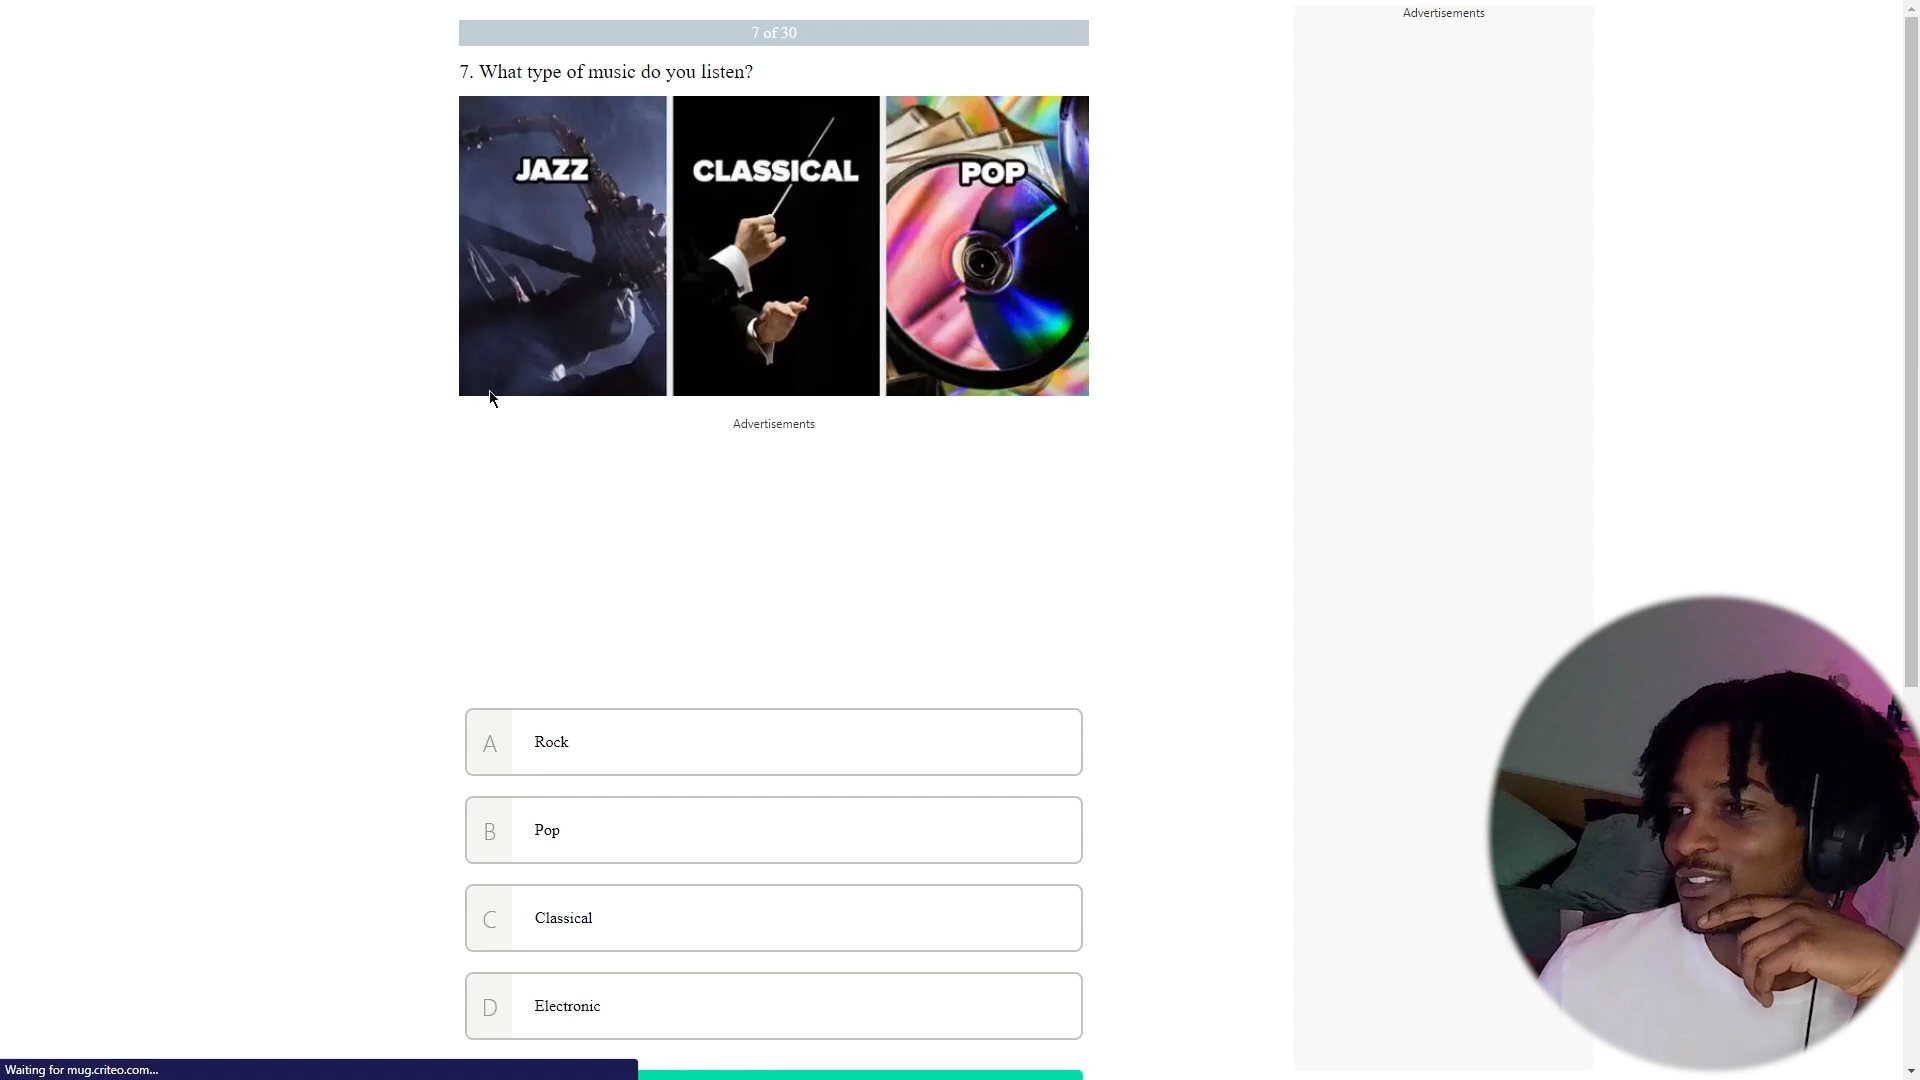 Advertisements
7 of 30
7. What type of music do you listen?
JAZZ
CLASSICAL
POP
Advertisements
A Rock
B Pop
C Classical
D Electronic
Waiting for mug.criteo.com...